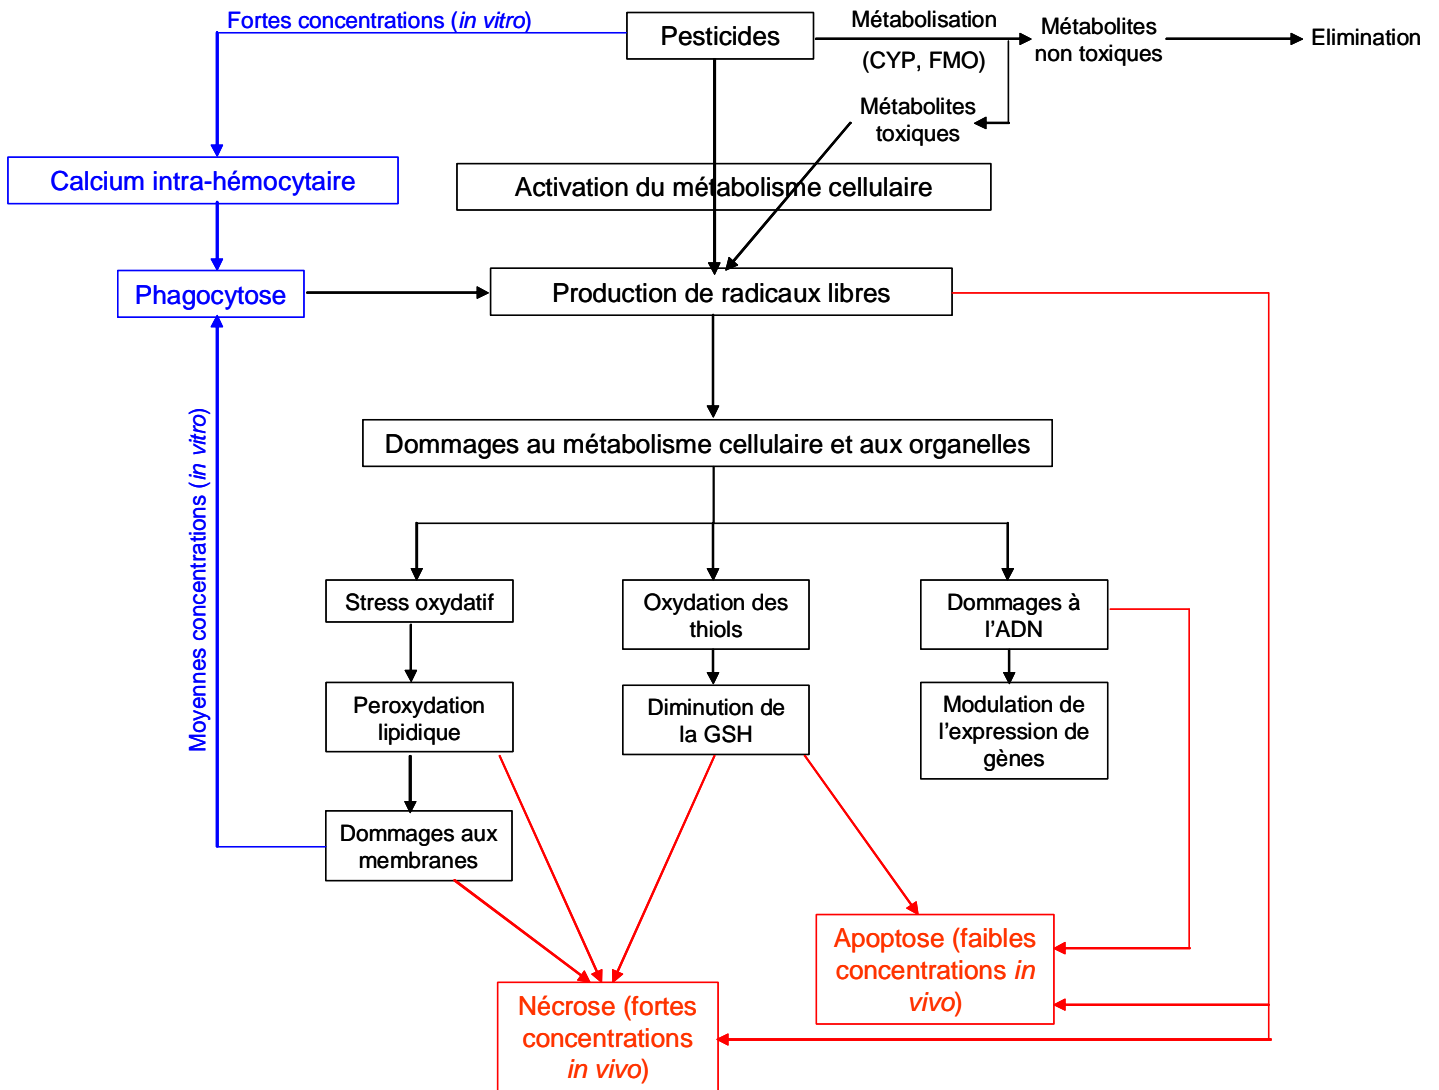 Fortes concentrations (in vitro)
Pesticides
Métabolisation
(CYP, FMO)
Métabolites
non toxiques
Elimination
Métabolites
toxiques
Calcium intra-hémocytaire
Activation du métabolisme cellulaire
Phagocytose
Production de radicaux libres
Moyennes concentrations (in vitro)
Dommages au métabolisme cellulaire et aux organelles
Stress oxydatif
Oxydation des
thiols
Dommages à
l'ADN
Peroxydation
lipidique
Diminution de
la GSH
Modulation de
l'expression de
gènes
Dommages aux
membranes
Apoptose (faibles
concentrations in
vivo)
Nécrose (fortes
concentrations
in vivo)